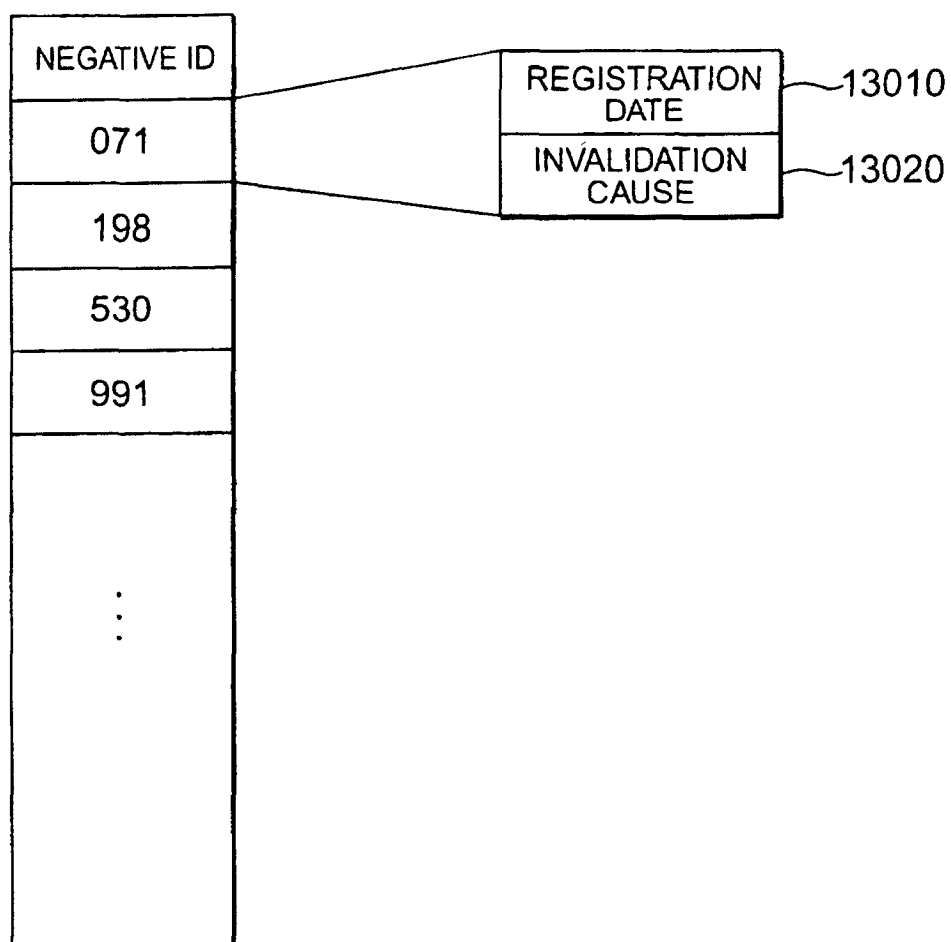 NEGATIVE ID
071
198
530
991
REGISTRATION
DATE
13010
INVALIDATION
CAUSE
13020